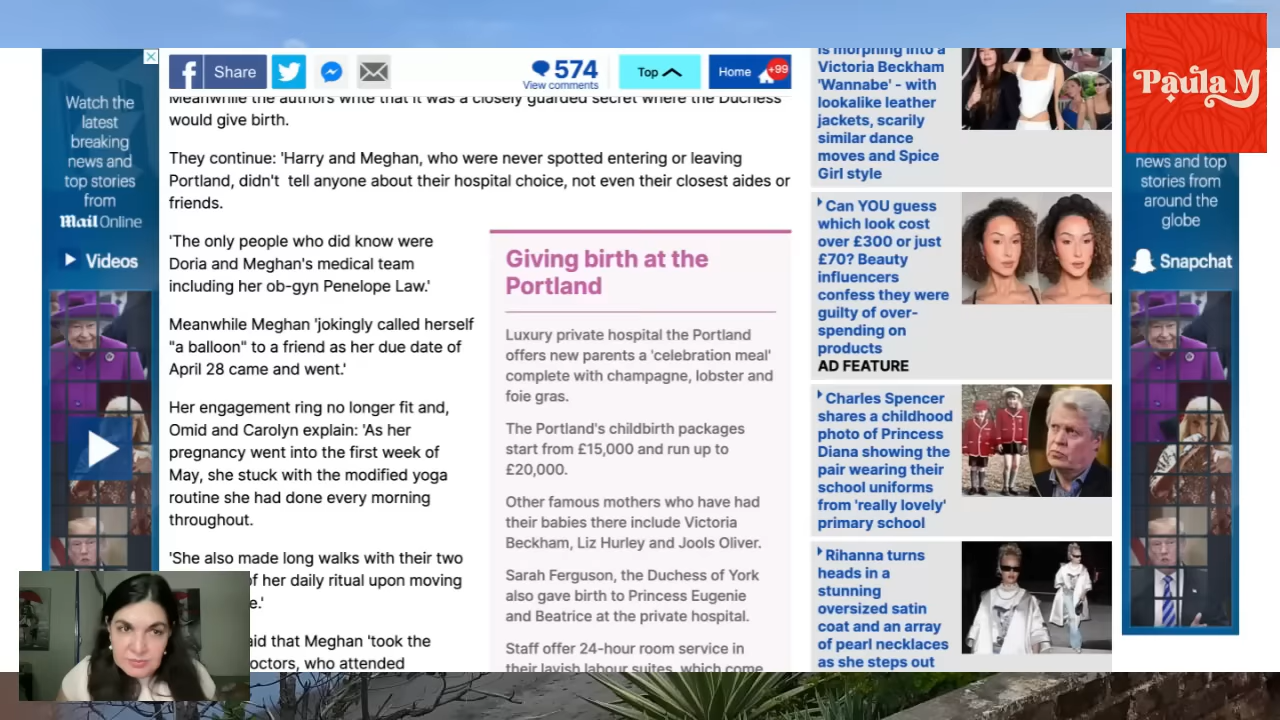 Watch the
latest
breaking
news and
top stories
from
Mail Online
Videos
Share
574
View comments
Top
Home
+99
Meanwhile the authors write that it was a closely guarded secret where the Duchess
would give birth.
They continue: 'Harry and Meghan, who were never spotted entering or leaving
Portland, didn't tell anyone about their hospital choice, not even their closest aides or
friends.
'The only people who did know were
Doria and Meghan's medical team
including her ob-gyn Penelope Law.'
Meanwhile Meghan 'jokingly called herself
"a balloon" to a friend as her due date of
April 28 came and went.'
Her engagement ring no longer fit and,
Omid and Carolyn explain: 'As her
pregnancy went into the first week of
May, she stuck with the modified yoga
routine she had done every morning
throughout.
'She also made long walks with their two
of her daily ritual upon moving
e.'
aid that Meghan 'took the
octors, who attended
Giving birth at the
Portland
Luxury private hospital the Portland
offers new parents a 'celebration meal'
complete with champagne, lobster and
foie gras.
The Portland's childbirth packages
start from £15,000 and run up to
£20,000.
Other famous mothers who have had
their babies there include Victoria
Beckham, Liz Hurley and Jools Oliver.
Sarah Ferguson, the Duchess of York
also gave birth to Princess Eugenie
and Beatrice at the private hospital.
Staff offer 24-hour room service in
their lavish labour suites, which come
is morphing into a
Victoria Beckham
'Wannabe' - with
lookalike leather
jackets, scarily
similar dance
moves and Spice
Girl style
Can YOU guess
which look cost
over £300 or just
£70? Beauty
influencers
confess they were
guilty of over-
spending on
products
AD FEATURE
Charles Spencer
shares a childhood
photo of Princess
Diana showing the
pair wearing their
school uniforms
from 'really lovely'
primary school
Rihanna turns
heads in a
stunning
oversized satin
coat and an array
of pearl necklaces
as she steps out
Paula M
news and top
stories from
around the
globe
Snapchat